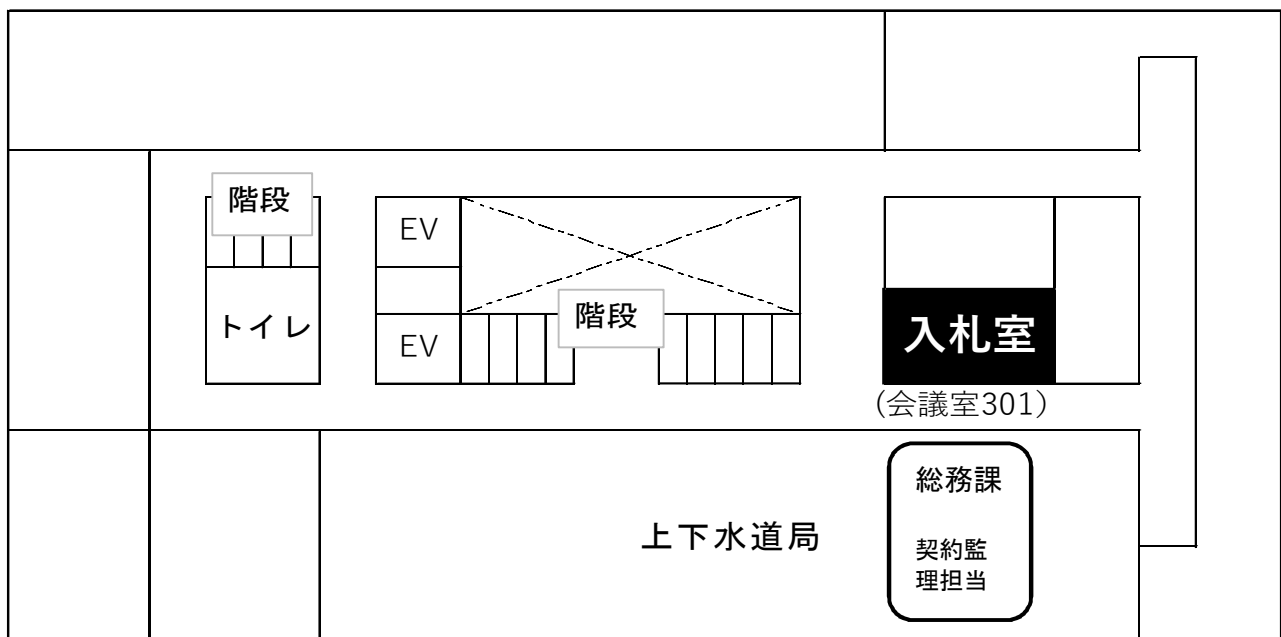 階段
トイレ
EV
EV
階段
入札室
(会議室301)
上下水道局
総務課
契約監
理担当